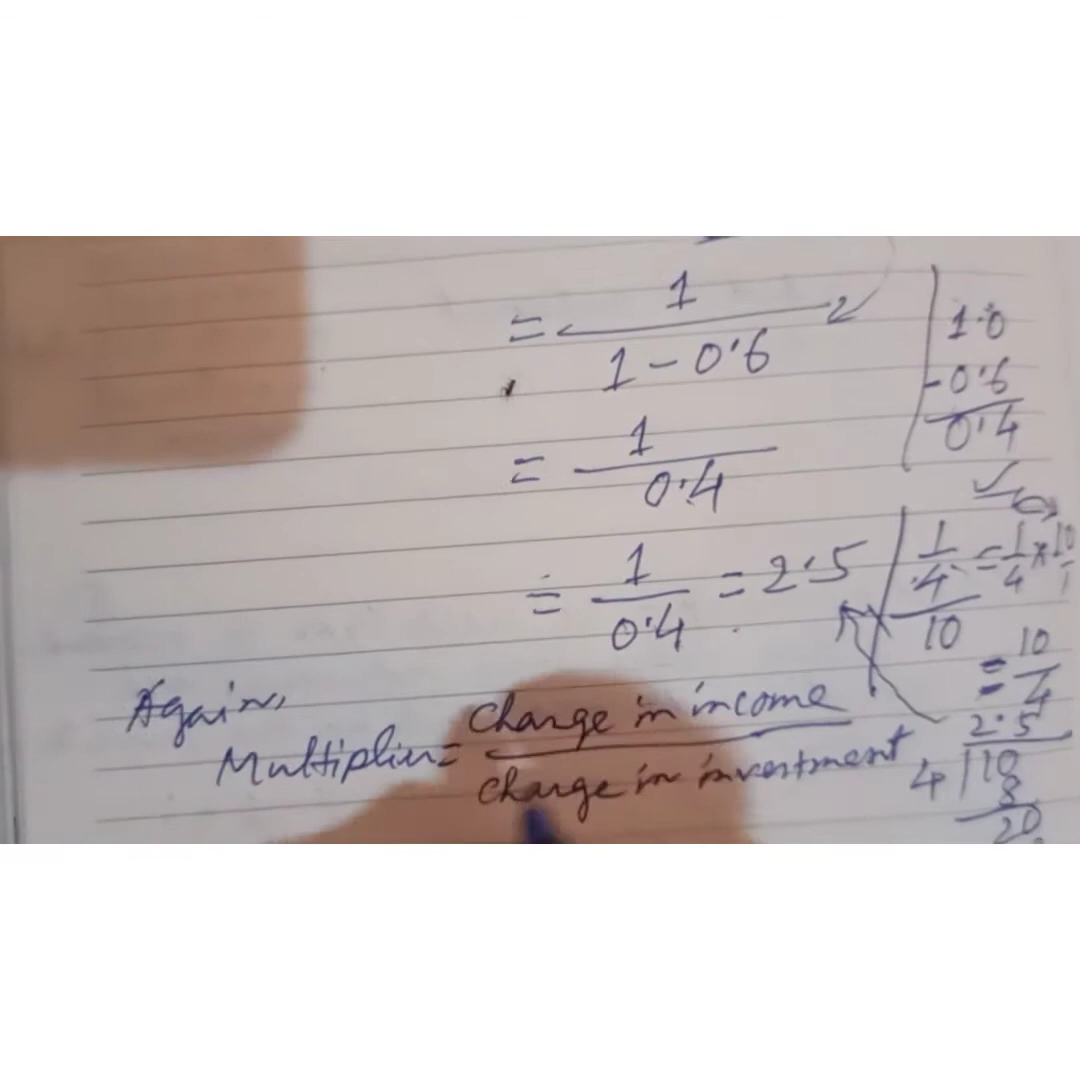 = 1 / 1 - 0.6
= 1 / 0.4
= 1 / 0.4 = 2.5
Again,
Multiplier = Change in income / change in investment
1.0
-0.6
0.4
1 / .4 / 10 = 1/4 × 10/1
= 10/4
2.5
4 | 10
8
20